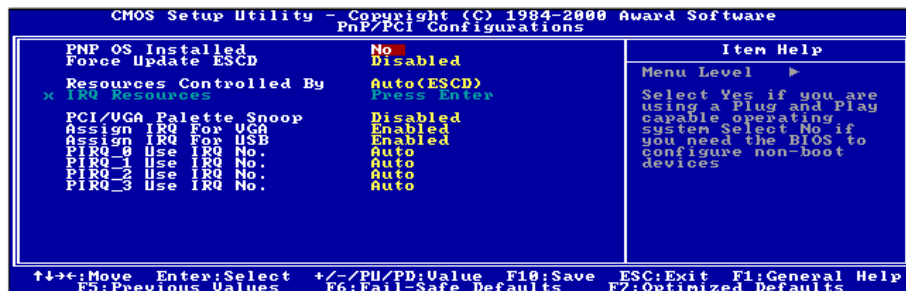 CMOS Setup Utility - Copyright (C) 1984-2000 Award Software
PnP/PCI Configurations
PNP OS Installed No
Force Update ESCD Disabled
Resources Controlled By Auto(ESCD)
x IRQ Resources Press Enter
PCI/VGA Palette Snoop Disabled
Assign IRQ For VGA Enabled
Assign IRQ For USB Enabled
PIRQ_0 Use IRQ No. Auto
PIRQ_1 Use IRQ No. Auto
PIRQ_2 Use IRQ No. Auto
PIRQ_3 Use IRQ No. Auto
Item Help
Menu Level ▶
Select Yes if you are
using a Plug and Play
capable operating
system Select No if
you need the BIOS to
configure non-boot
devices
↑↓→←:Move Enter:Select +/-/PU/PD:Value F10:Save ESC:Exit F1:General Help
F5:Previous Values F6:Fail-Safe Defaults F7:Optimized Defaults